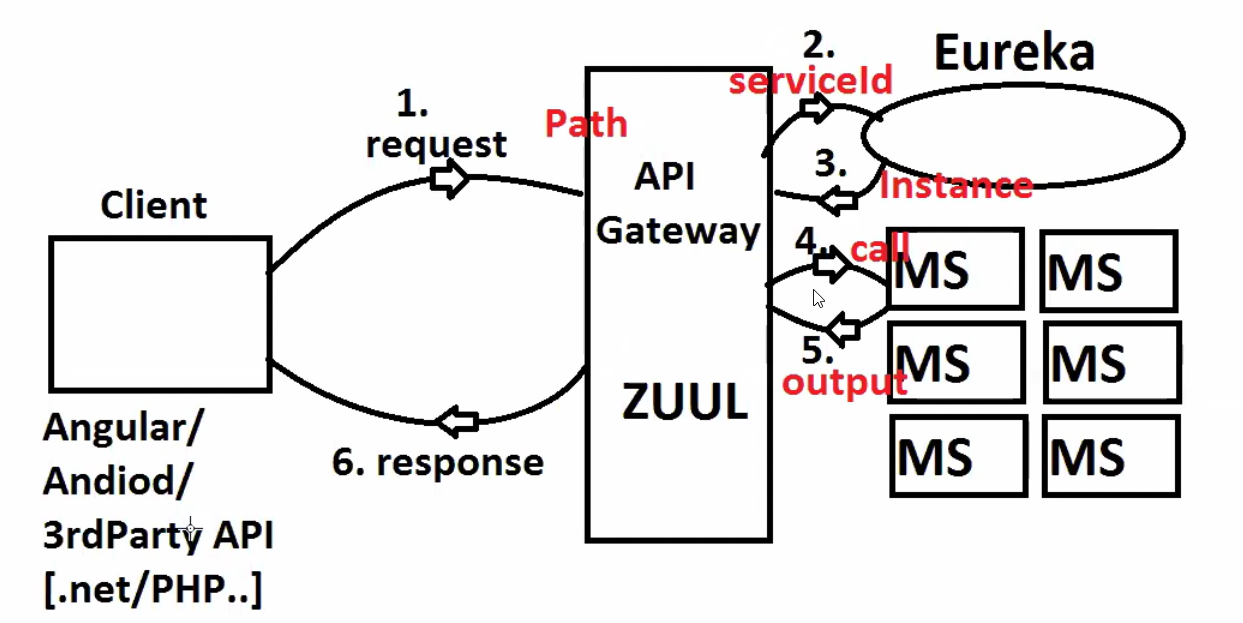 Client
Angular/
Andiod/
3rdParty API
[.net/PHP..]
1.
request
Path
API
Gateway
ZUUL
2.
serviceId
Eureka
3.
Instance
4.
call
5.
output
MS MS
MS MS
MS MS
6. response